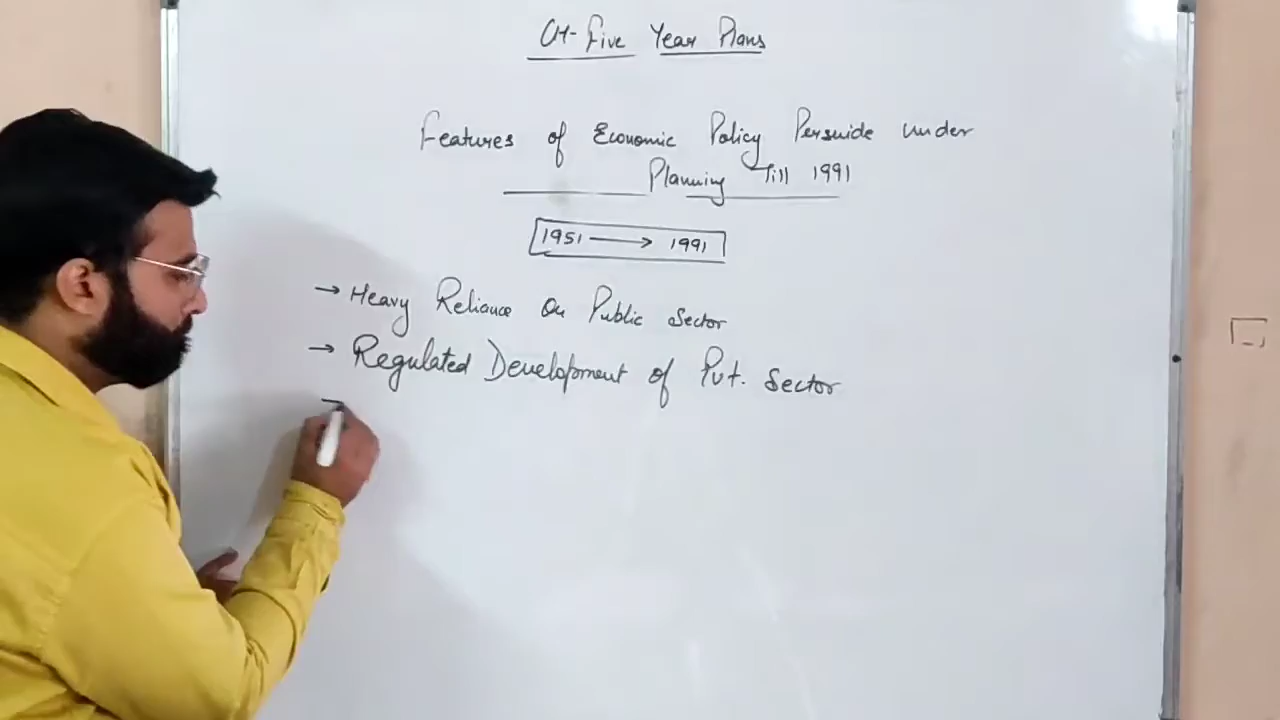 CH- Five Year Plans
Features of Economic Policy Persuide under
Planning Till 1991
1951 → 1991
→ Heavy Reliance On Public Sector
→ Regulated Development of Pvt. Sector